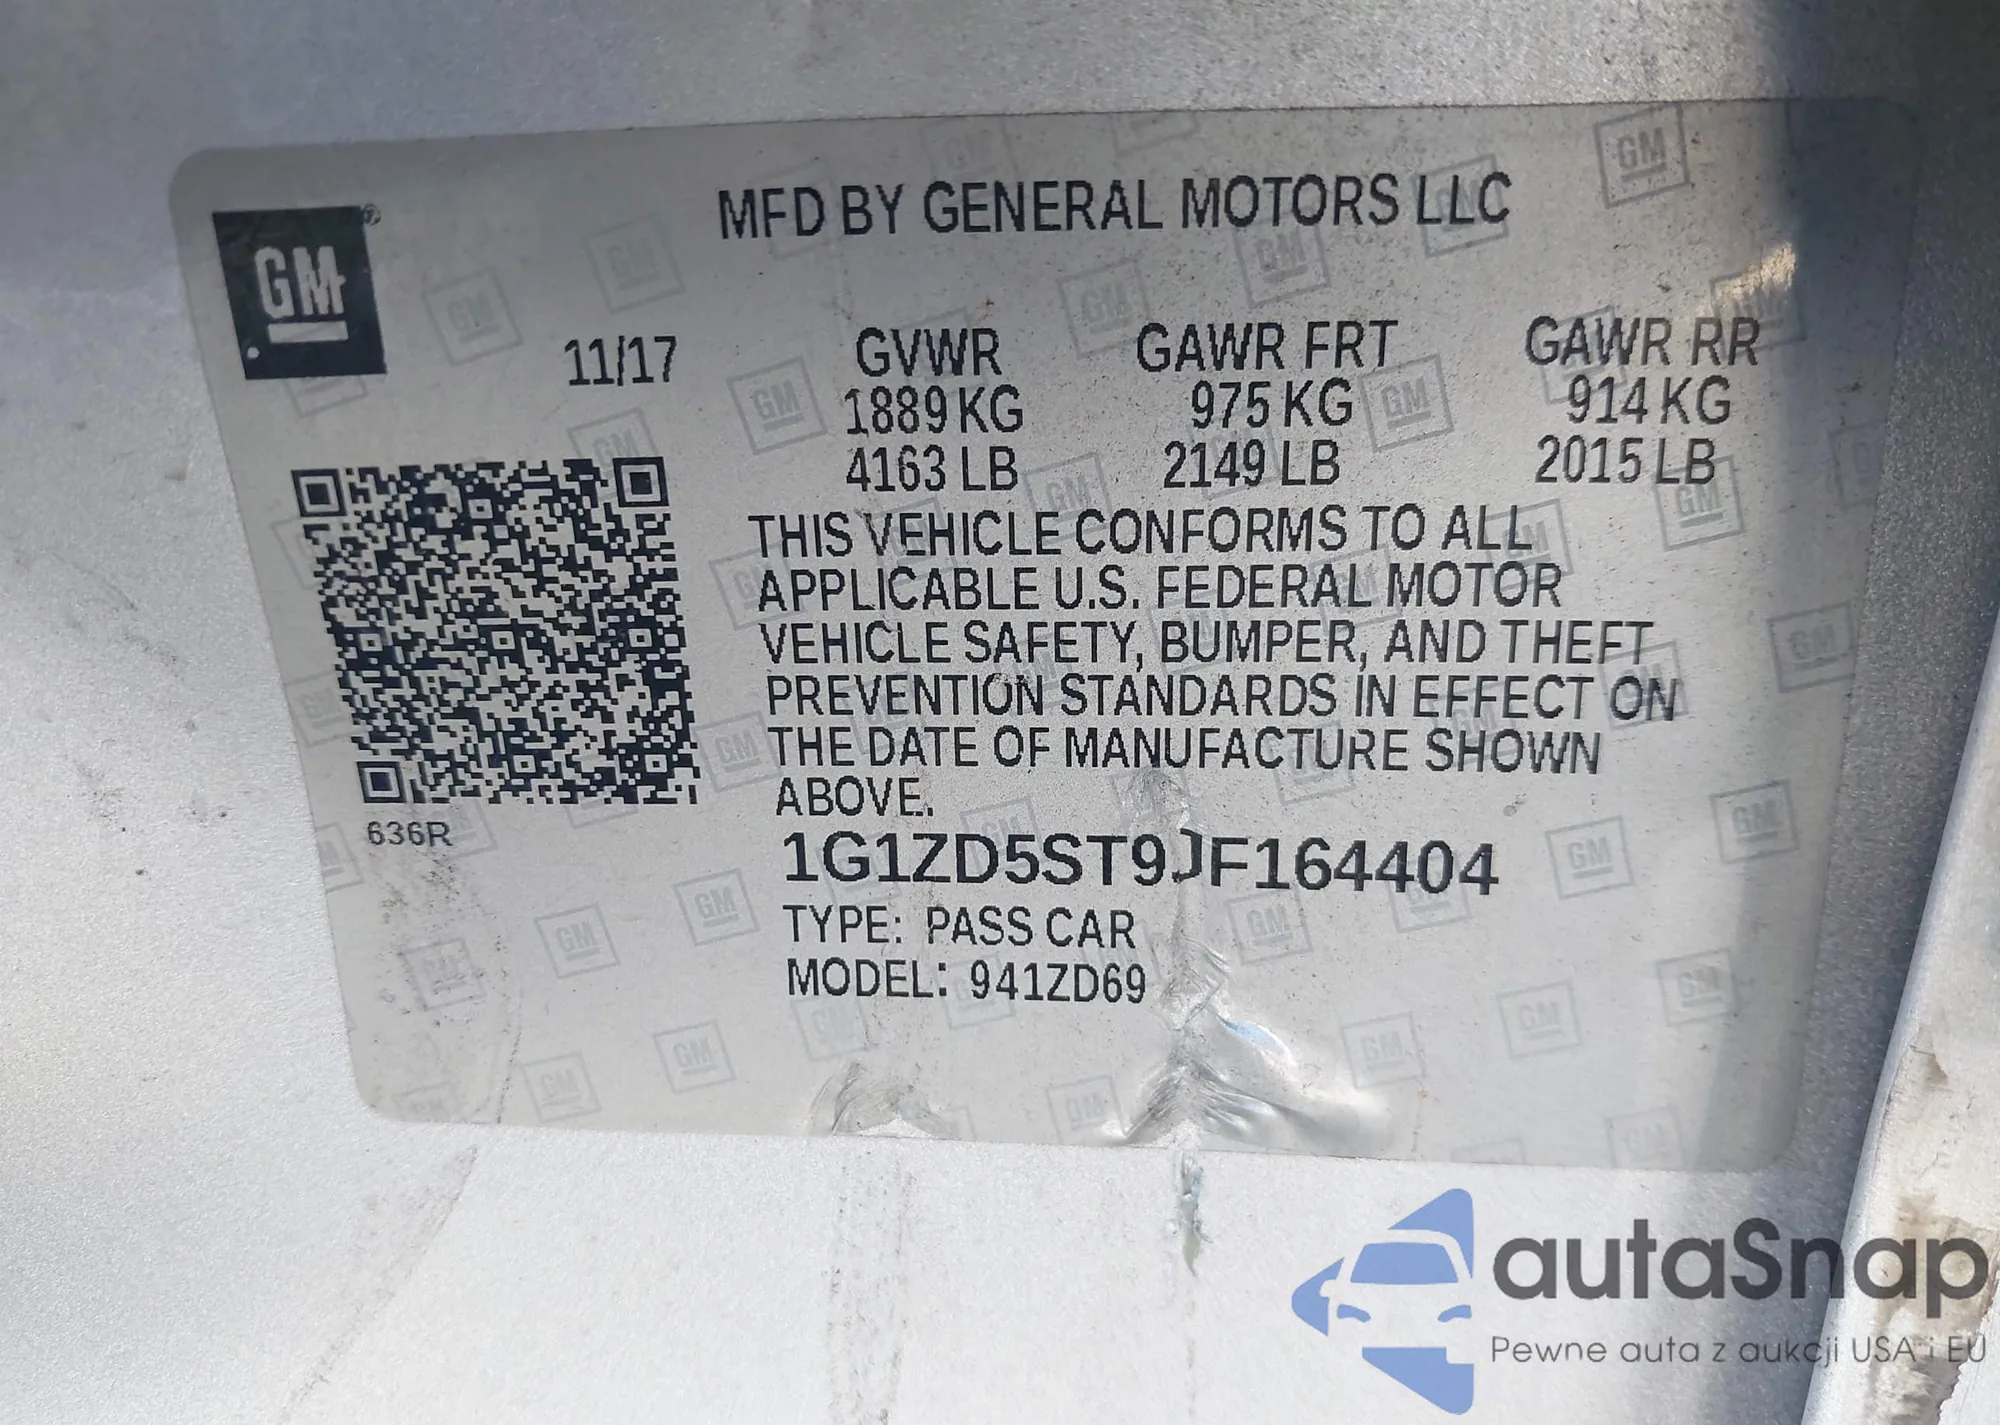 GM
MFD BY GENERAL MOTORS LLC
11/17
GVWR GAWR FRT GAWR RR
1889 KG 975 KG 914 KG
4163 LB 2149 LB 2015 LB
THIS VEHICLE CONFORMS TO ALL
APPLICABLE U.S. FEDERAL MOTOR
VEHICLE SAFETY, BUMPER, AND THEFT
PREVENTION STANDARDS IN EFFECT ON
THE DATE OF MANUFACTURE SHOWN
ABOVE.
636R
1G1ZD5ST9JF164404
TYPE: PASS CAR
MODEL: 941ZD69
autaSnap
Pewne auta z aukcji USA i EU